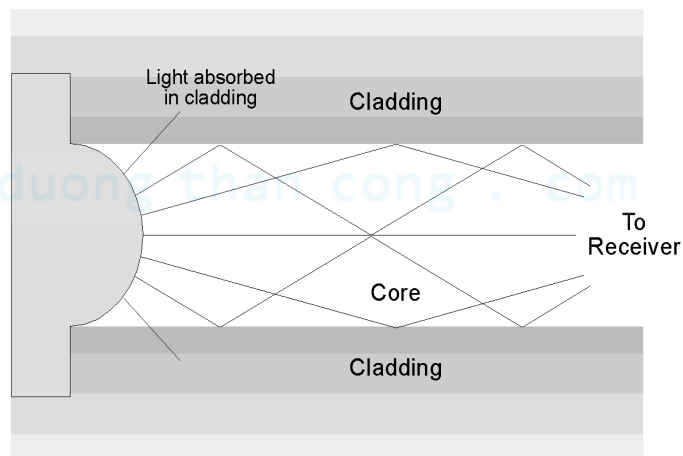 Light absorbed
in cladding
Cladding
duong than cong . com
To
Receiver
Core
Cladding